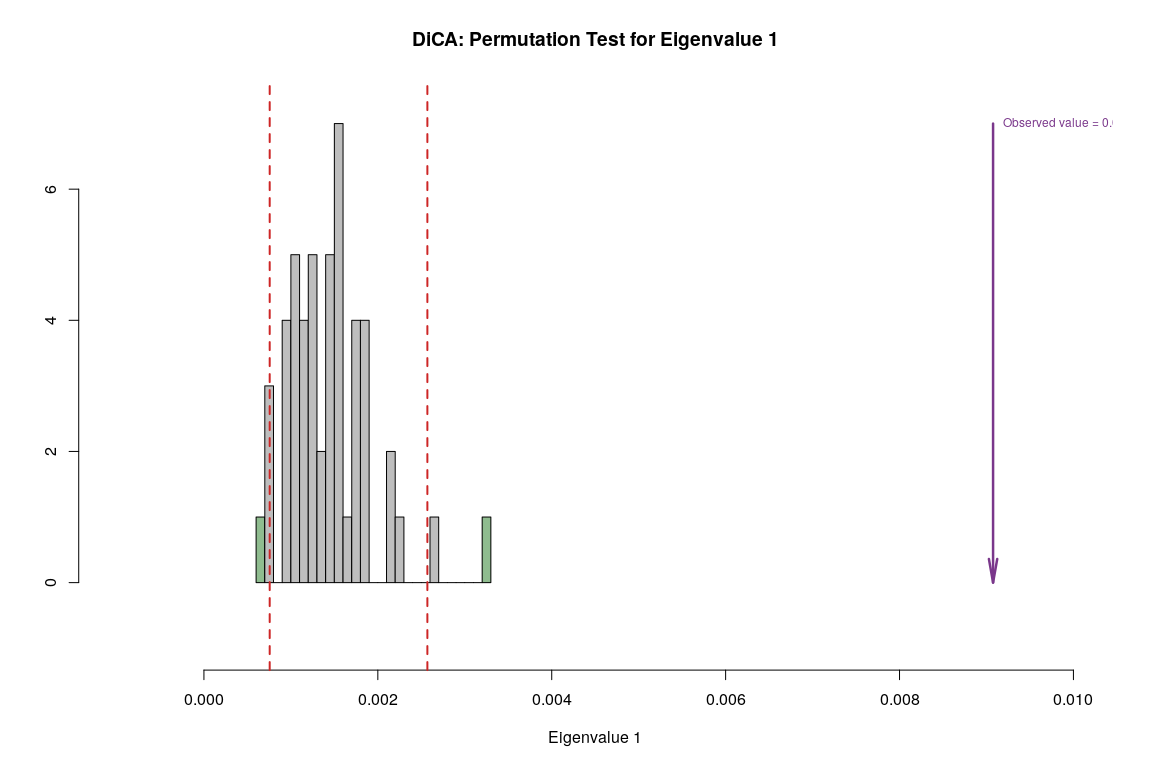 DiCA: Permutation Test for Eigenvalue 1
Observed value = 0.
6
4
2
0
0.000 0.002 0.004 0.006 0.008 0.010
Eigenvalue 1